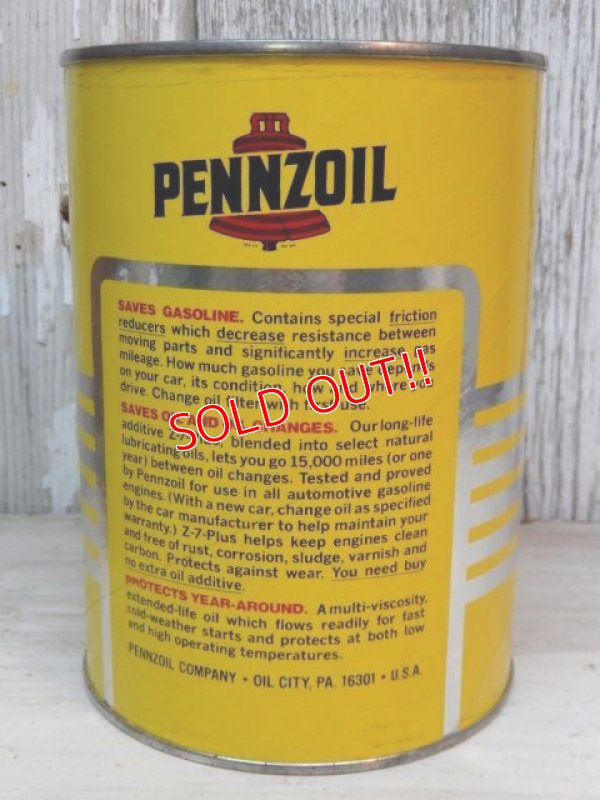 PENNZOIL
SAVES GASOLINE. Contains special friction
reducers which decrease resistance between
moving parts and significantly increase gas
mileage. How much gasoline you save depends
on your car, its condition, how and where you
drive. Change oil filter with first use.
SAVES OIL AND OIL CHANGES. Our long-life
additive Z-7-Plus, blended into select natural
lubricating oils, lets you go 15,000 miles (or one
year) between oil changes. Tested and proved
by Pennzoil for use in all automotive gasoline
engines. (With a new car, change oil as specified
by the car manufacturer to help maintain your
warranty.) Z-7-Plus helps keep engines clean
and free of rust, corrosion, sludge, varnish and
carbon. Protects against wear. You need buy
no extra oil additive.
PROTECTS YEAR-AROUND. A multi-viscosity,
extended-life oil which flows readily for fast
cold-weather starts and protects at both low
and high operating temperatures.
PENNZOIL COMPANY • OIL CITY, PA. 16301 • U.S.A.
SOLD OUT!!